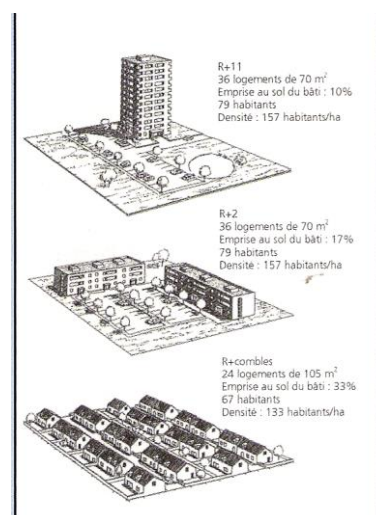 R+11
36 logements de 70 m²
Emprise au sol du bâti : 10%
79 habitants
Densité : 157 habitants/ha
R+2
36 logements de 70 m²
Emprise au sol du bâti : 17%
79 habitants
Densité : 157 habitants/ha
R+combles
24 logements de 105 m²
Emprise au sol du bâti : 33%
67 habitants
Densité : 133 habitants/ha